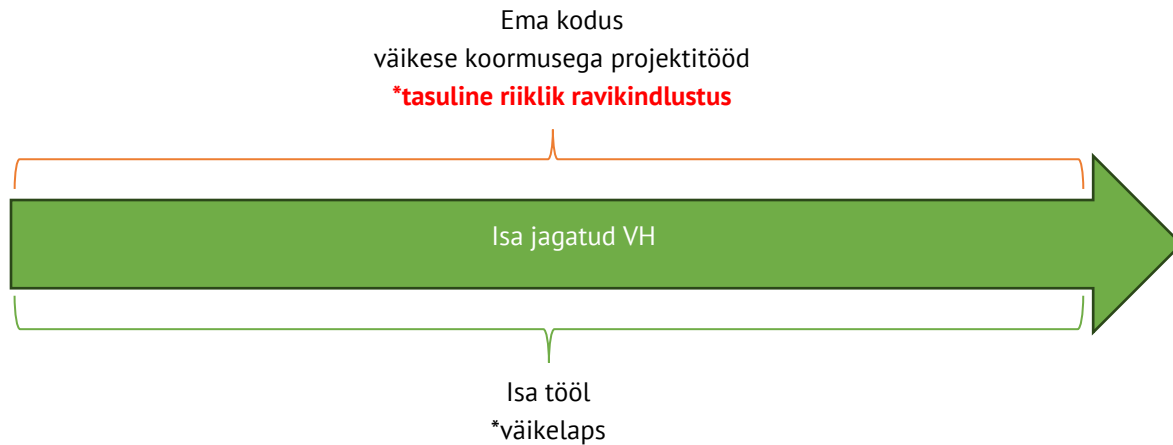 Ema kodus
väikese koormusega projektitööd
*tasuline riiklik ravikindlustus
Isa jagatud VH
Isa tööl
*väikelaps